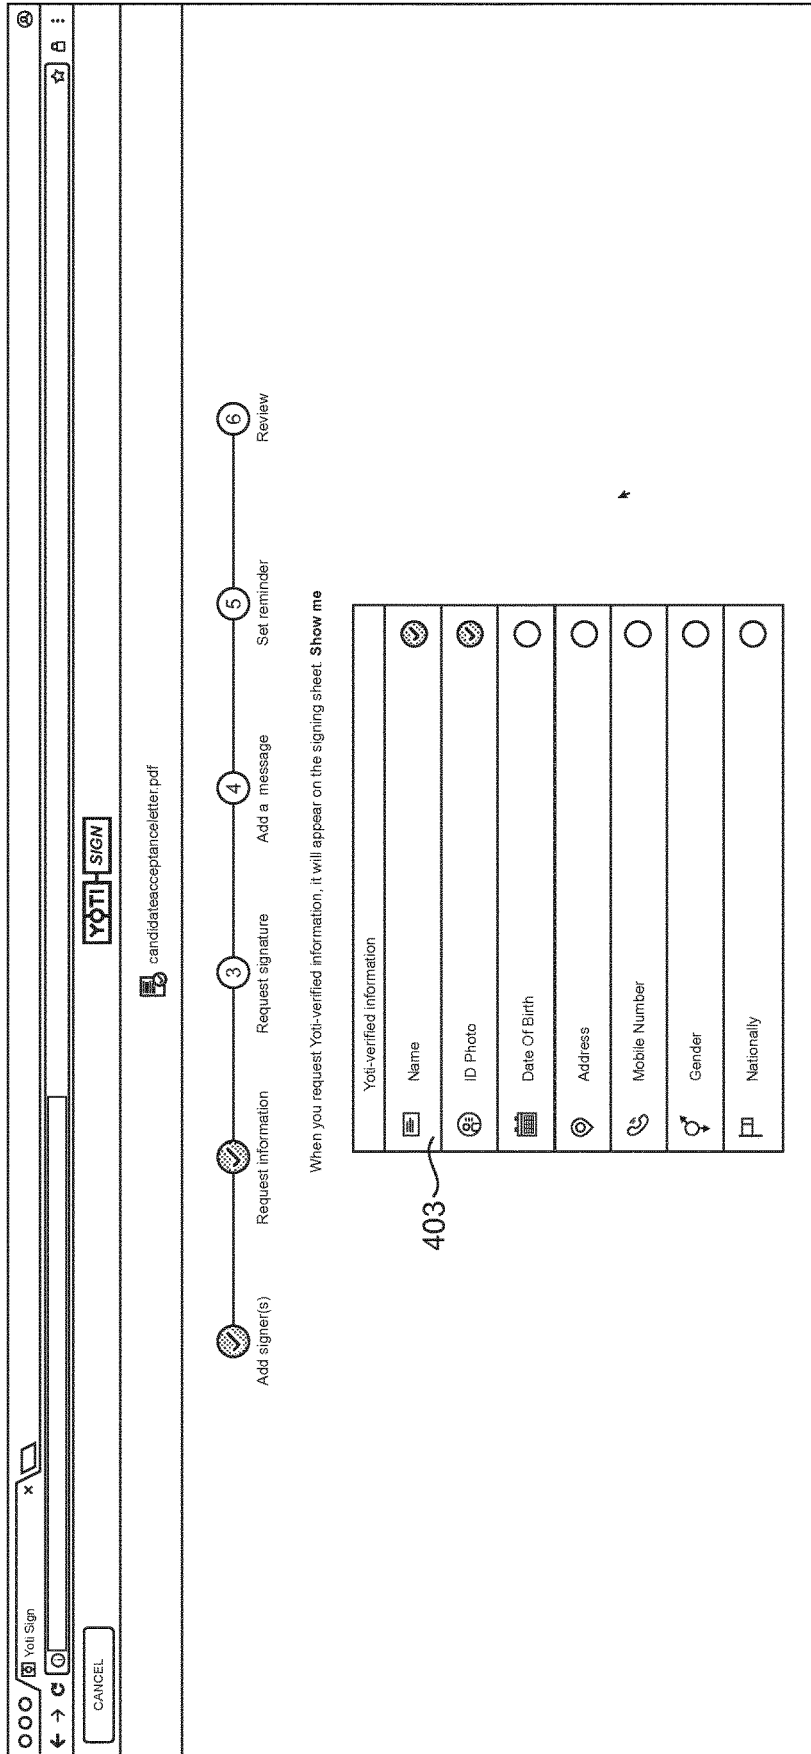 Yoti Sign
CANCEL
YOTI SIGN
candidateacceptanceletter.pdf
3 4 5 6
Add signer(s) Request information Request signature Add a message Set reminder Review
When you request Yoti-verified information, it will appear on the signing sheet. Show me
Yoti-verified information
403
Name
ID Photo
Date Of Birth
Address
Mobile Number
Gender
Nationally